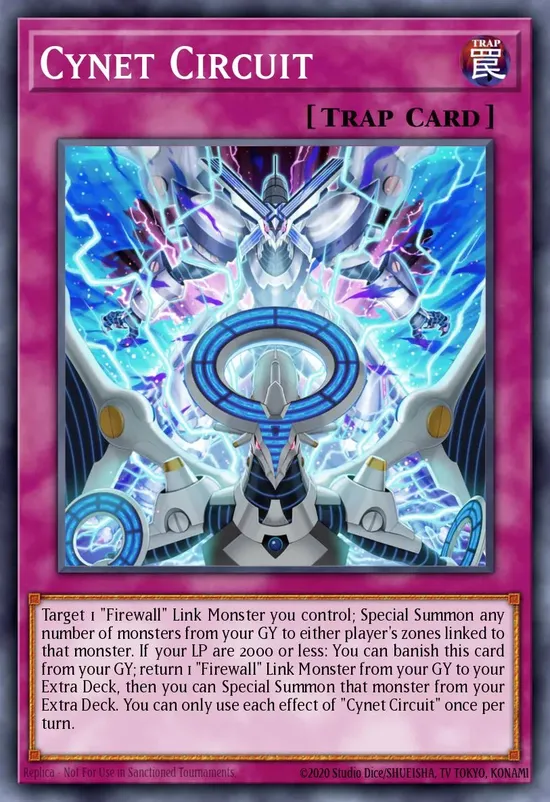 Cynet Circuit
TRAP
罠
[Trap Card]
Target 1 "Firewall" Link Monster you control; Special Summon any
number of monsters from your GY to either player's zones linked to
that monster. If your LP are 2000 or less: You can banish this card
from your GY; return 1 "Firewall" Link Monster from your GY to your
Extra Deck, then you can Special Summon that monster from your
Extra Deck. You can only use each effect of "Cynet Circuit" once per
turn.
Replica - Not For Use in Sanctioned Tournaments
©2020 Studio Dice/SHUEISHA, TV TOKYO, KONAMI